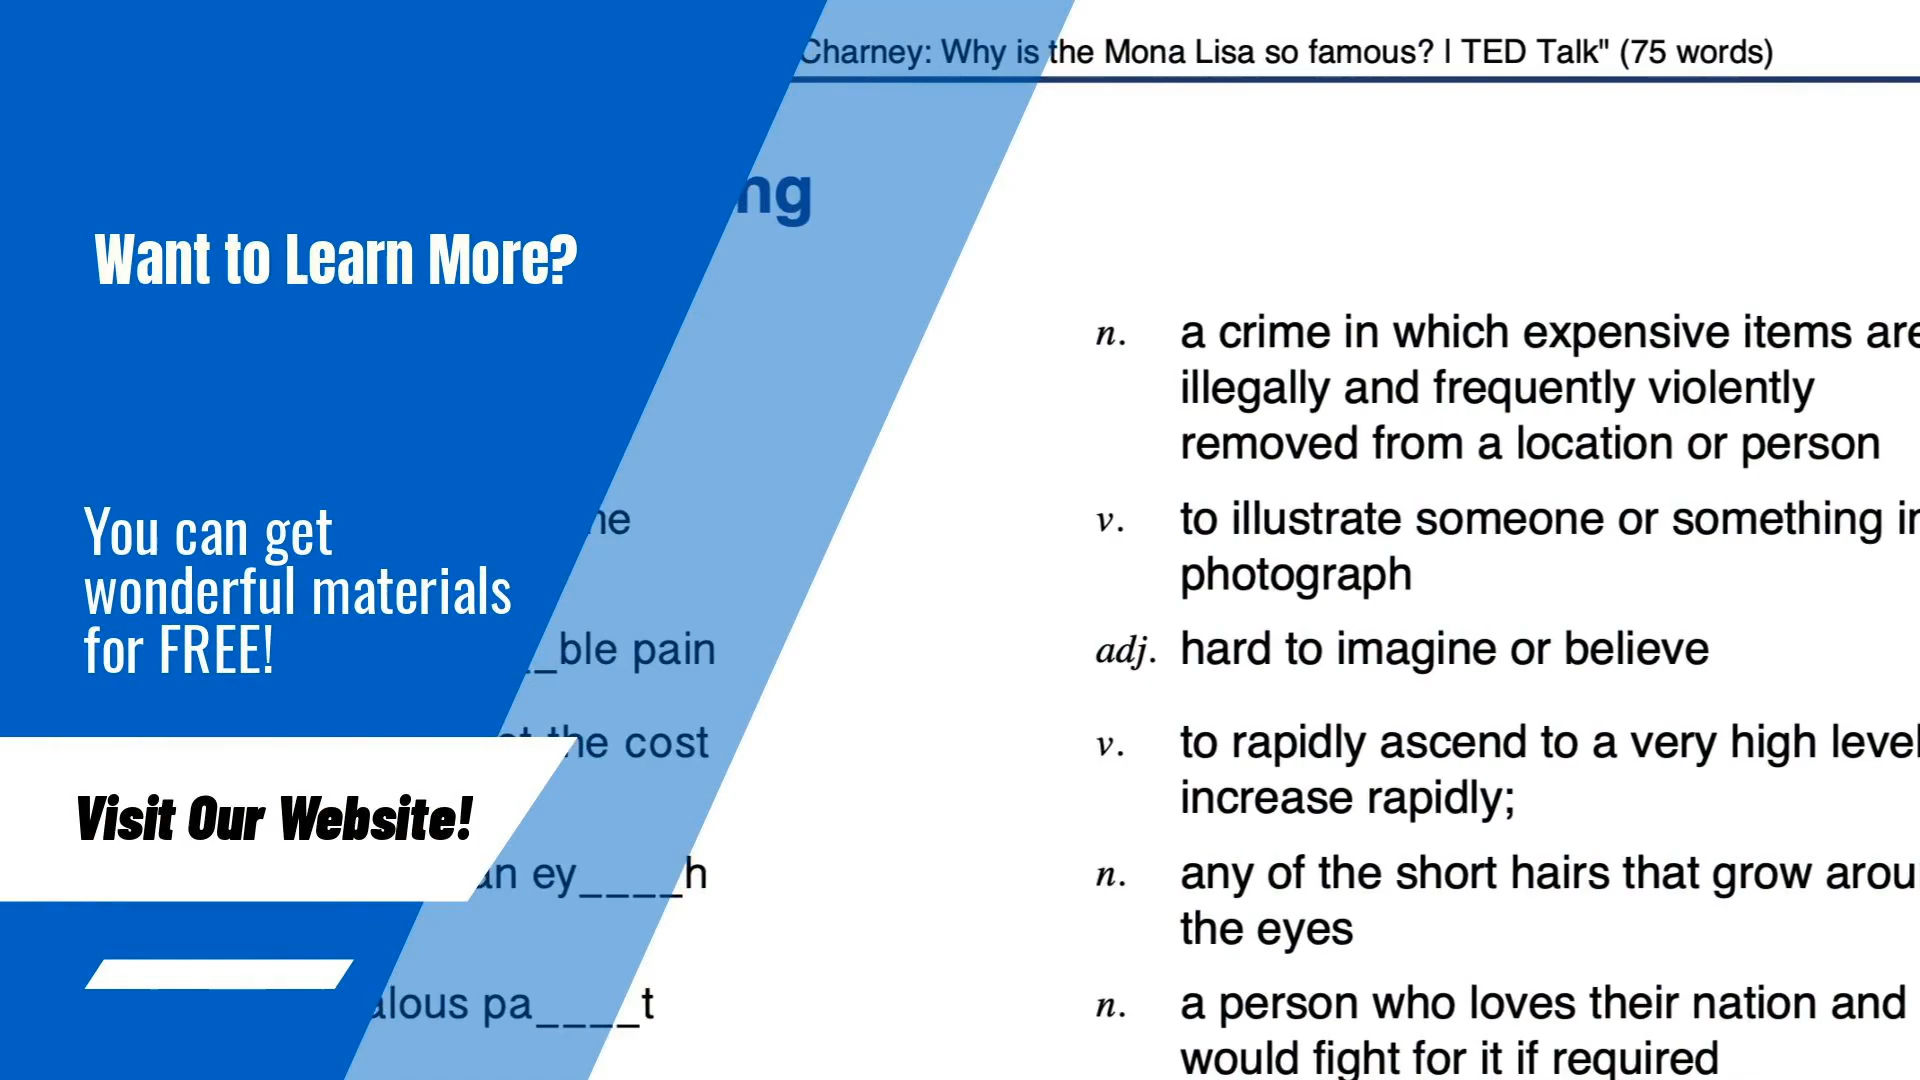 Charney: Why is the Mona Lisa so famous? | TED Talk" (75 words)
ng
Want to Learn More?
You can get
wonderful materials
for FREE!
Visit Our Website!
n. a crime in which expensive items are
illegally and frequently violently
removed from a location or person
v. to illustrate someone or something in
photograph
__ble pain
adj. hard to imagine or believe
the cost
v. to rapidly ascend to a very high level
increase rapidly;
an ey____h
n. any of the short hairs that grow arou
the eyes
alous pa____t
n. a person who loves their nation and
would fight for it if required